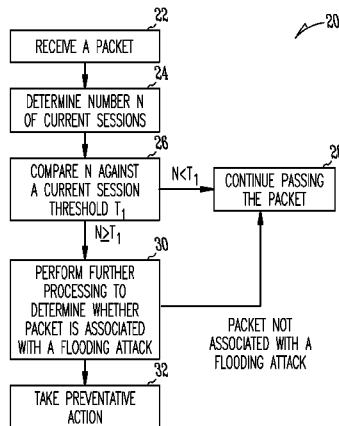 22
RECEIVE A PACKET
20
24
DETERMINE NUMBER N
OF CURRENT SESSIONS
26
COMPARE N AGAINST
A CURRENT SESSION
THRESHOLD T1
N<T1
CONTINUE PASSING
THE PACKET
N≥T1
30
PERFORM FURTHER
PROCESSING TO
DETERMINE WHETHER
PACKET IS ASSOCIATED
WITH A FLOODING ATTACK
PACKET NOT
ASSOCIATED WITH A
FLOODING ATTACK
32
TAKE PREVENTATIVE
ACTION